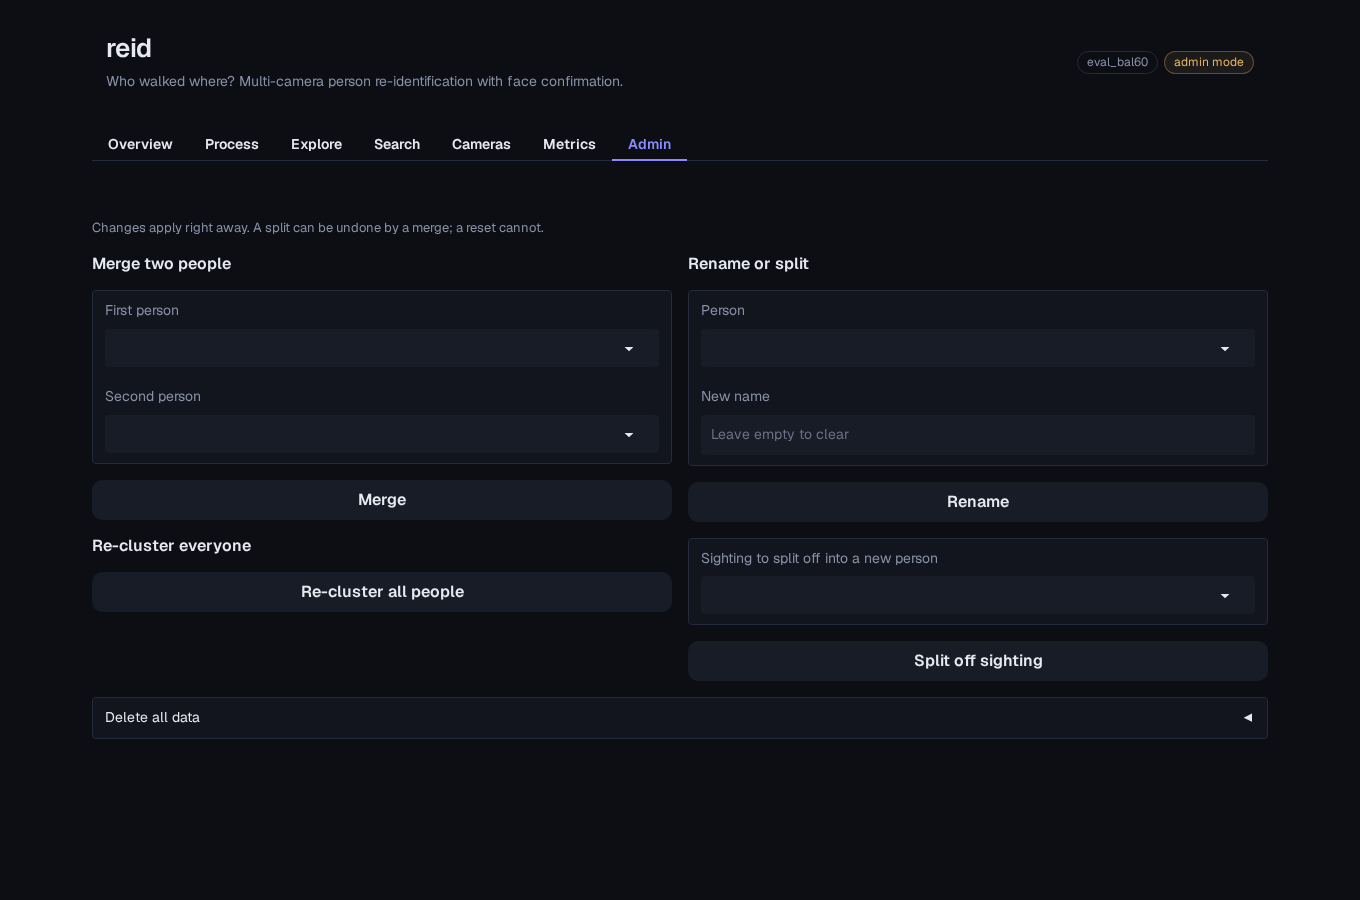 reid
Who walked where? Multi-camera person re-identification with face confirmation.
eval_bal60
admin mode
Overview
Process
Explore
Search
Cameras
Metrics
Admin
Changes apply right away. A split can be undone by a merge; a reset cannot.
Merge two people
First person
Second person
Merge
Re-cluster everyone
Re-cluster all people
Rename or split
Person
New name
Leave empty to clear
Rename
Sighting to split off into a new person
Split off sighting
Delete all data